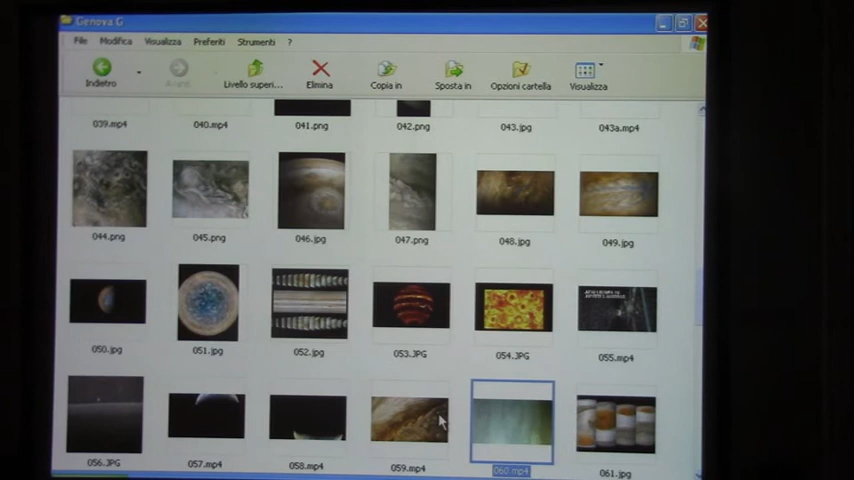 Genova G
File Modifica Visualizza Preferiti Strumenti ?
Indietro Avanti Livello superi... Elimina Copia in Sposta in Opzioni cartella Visualizza
039.mp4 040.mp4 041.png 042.png 043.jpg 043a.mp4
044.png 045.png 046.jpg 047.png 048.jpg 049.jpg
050.jpg 051.jpg 052.jpg 053.JPG 054.JPG 055.mp4
056.JPG 057.mp4 058.mp4 059.mp4 060.mp4 061.jpg